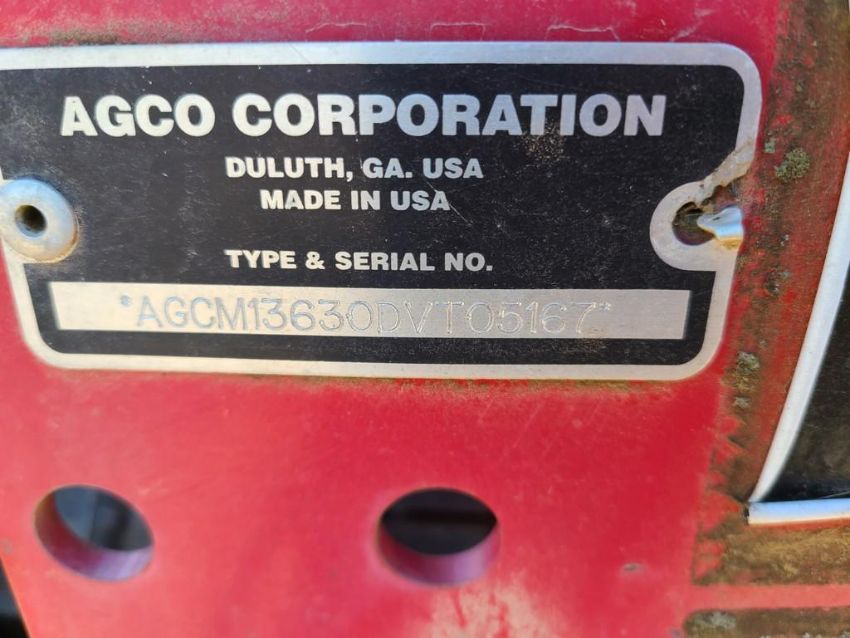 AGCO CORPORATION
DULUTH, GA. USA
MADE IN USA
TYPE & SERIAL NO.
*AGCM13630DVT05167*